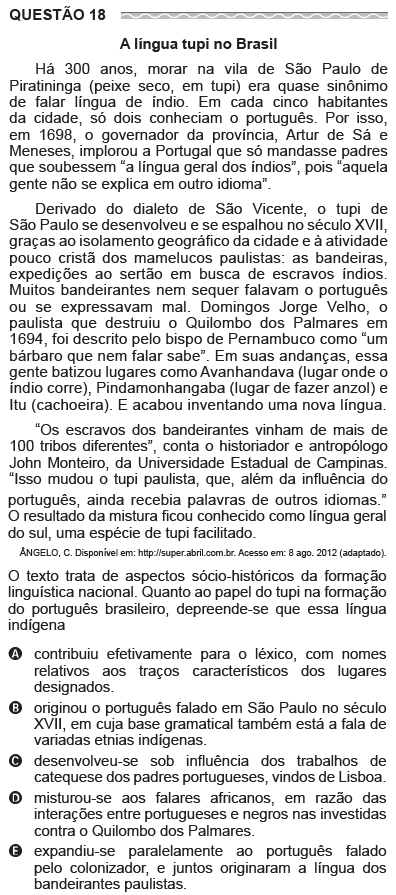 QUESTÃO 18
A língua tupi no Brasil
Há 300 anos, morar na vila de São Paulo de
Piratininga (peixe seco, em tupi) era quase sinônimo
de falar língua de índio. Em cada cinco habitantes
da cidade, só dois conheciam o português. Por isso,
em 1698, o governador da província, Artur de Sá e
Meneses, implorou a Portugal que só mandasse padres
que soubessem “a língua geral dos índios”, pois “aquela
gente não se explica em outro idioma”.
Derivado do dialeto de São Vicente, o tupi de
São Paulo se desenvolveu e se espalhou no século XVII,
graças ao isolamento geográfico da cidade e à atividade
pouco cristã dos mamelucos paulistas: as bandeiras,
expedições ao sertão em busca de escravos índios.
Muitos bandeirantes nem sequer falavam o português
ou se expressavam mal. Domingos Jorge Velho, o
paulista que destruiu o Quilombo dos Palmares em
1694, foi descrito pelo bispo de Pernambuco como “um
bárbaro que nem falar sabe”. Em suas andanças, essa
gente batizou lugares como Avanhandava (lugar onde o
índio corre), Pindamonhangaba (lugar de fazer anzol) e
Itu (cachoeira). E acabou inventando uma nova língua.
“Os escravos dos bandeirantes vinham de mais de
100 tribos diferentes”, conta o historiador e antropólogo
John Monteiro, da Universidade Estadual de Campinas.
“Isso mudou o tupi paulista, que, além da influência do
português, ainda recebia palavras de outros idiomas.”
O resultado da mistura ficou conhecido como língua geral
do sul, uma espécie de tupi facilitado.
ÂNGELO, C. Disponível em: http://super.abril.com.br. Acesso em: 8 ago. 2012 (adaptado).
O texto trata de aspectos sócio-históricos da formação
linguística nacional. Quanto ao papel do tupi na formação
do português brasileiro, depreende-se que essa língua
indígena
A contribuiu efetivamente para o léxico, com nomes
relativos aos traços característicos dos lugares
designados.
B originou o português falado em São Paulo no século
XVII, em cuja base gramatical também está a fala de
variadas etnias indígenas.
C desenvolveu-se sob influência dos trabalhos de
catequese dos padres portugueses, vindos de Lisboa.
D misturou-se aos falares africanos, em razão das
interações entre portugueses e negros nas investidas
contra o Quilombo dos Palmares.
E expandiu-se paralelamente ao português falado
pelo colonizador, e juntos originaram a língua dos
bandeirantes paulistas.